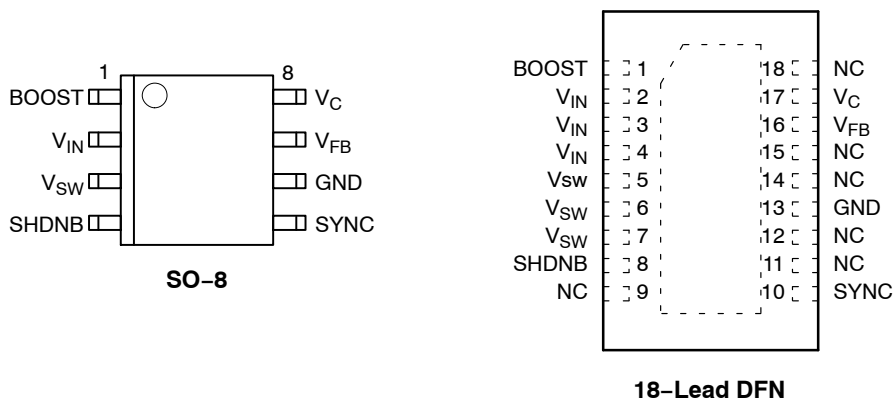 1 8
BOOST VC
VIN VFB
VSW GND
SHDNB SYNC
SO–8
BOOST 1 18 NC
VIN 2 17 VC
VIN 3 16 VFB
VIN 4 15 NC
Vsw 5 14 NC
VSW 6 13 GND
VSW 7 12 NC
SHDNB 8 11 NC
NC 9 10 SYNC
18–Lead DFN